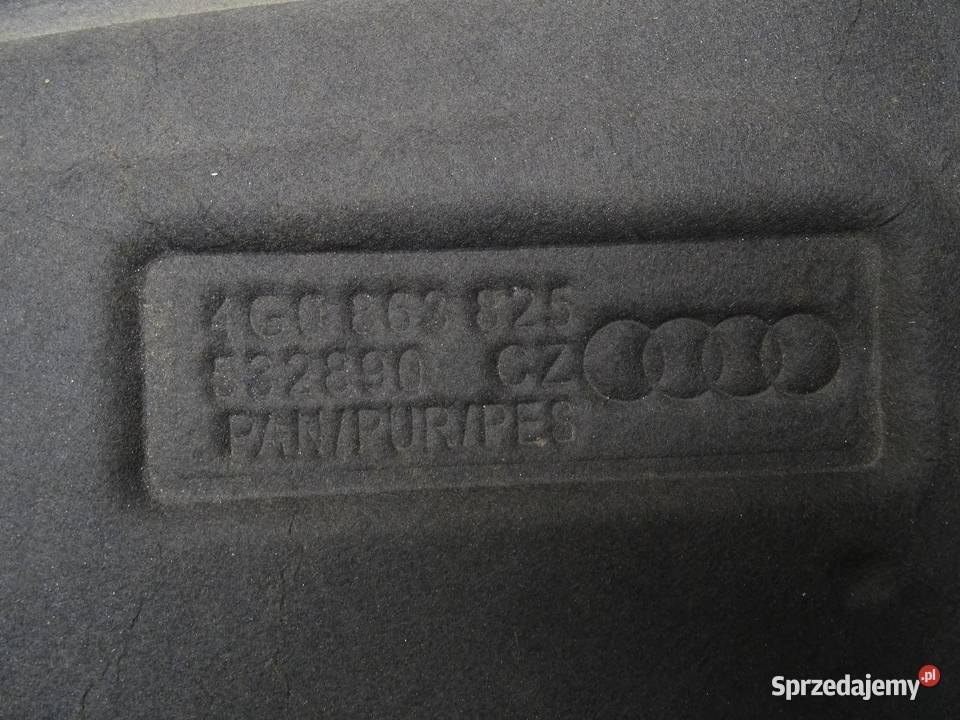 4G0 863 825
532890 CZ
PAN/PUR/PES
Sprzedajemy.pl